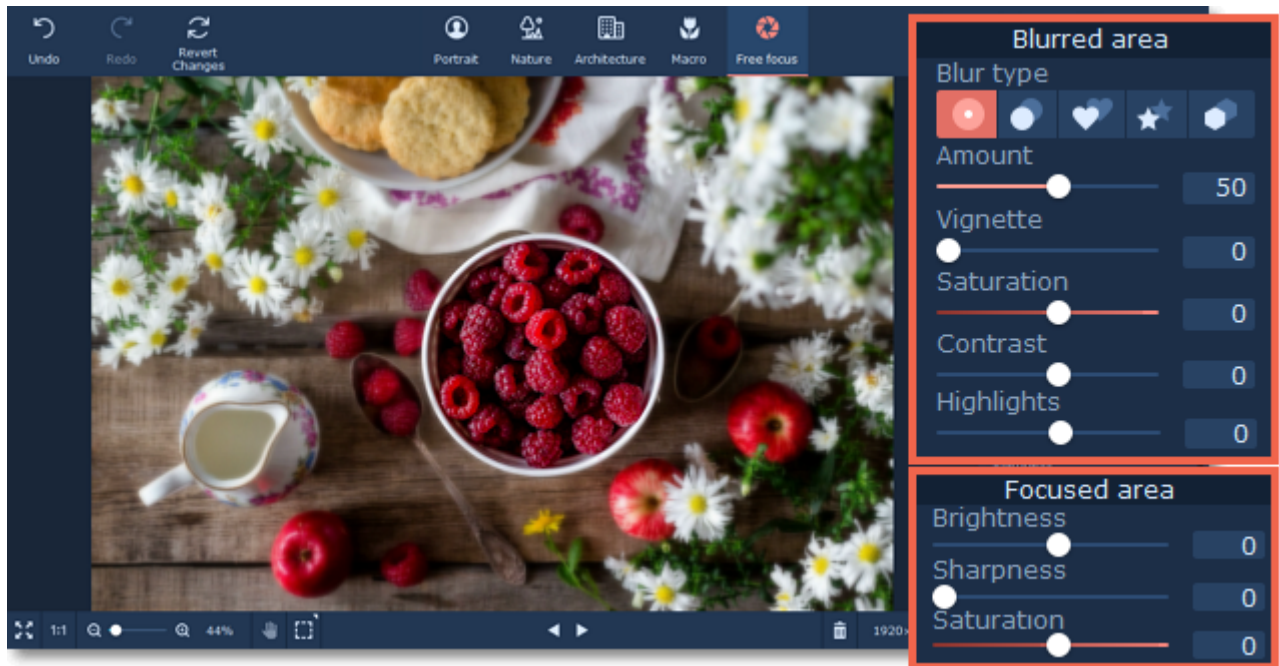 Undo
Redo
Revert
Changes
Portrait
Nature
Architecture
Macro
Free focus
Blurred area
Blur type
Amount
50
Vignette
0
Saturation
0
Contrast
0
Highlights
0
Focused area
Brightness
0
Sharpness
0
Saturation
0
1:1
44%
1920